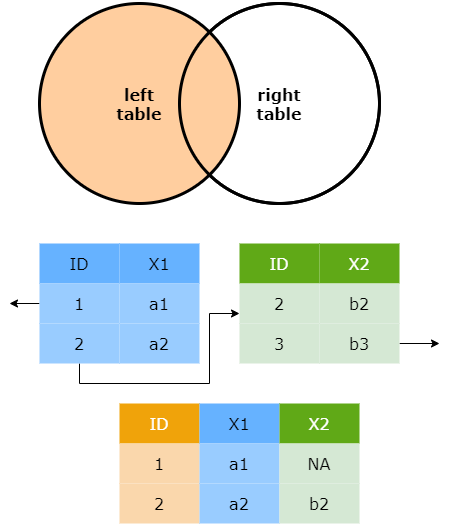 left right
table table
ID X1 ID X2
1 a1 2 b2
2 a2 3 b3
ID X1 X2
1 a1 NA
2 a2 b2